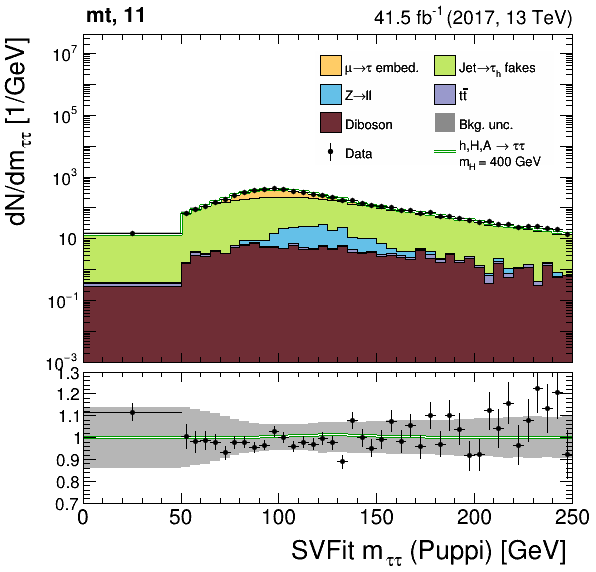 mt, 11
41.5 fb⁻¹ (2017, 13 TeV)
dN/dm_ττ [1/GeV]
10⁷
10⁵
10³
10
10⁻¹
10⁻³
μ→τ embed.
Jet→τ_h fakes
Z→ll
tt̄
Diboson
Bkg. unc.
Data
h,H,A → ττ
m_H = 400 GeV
1.3
1.2
1.1
1
0.9
0.8
0.7
0 50 100 150 200 250
SVFit m_ττ (Puppi) [GeV]